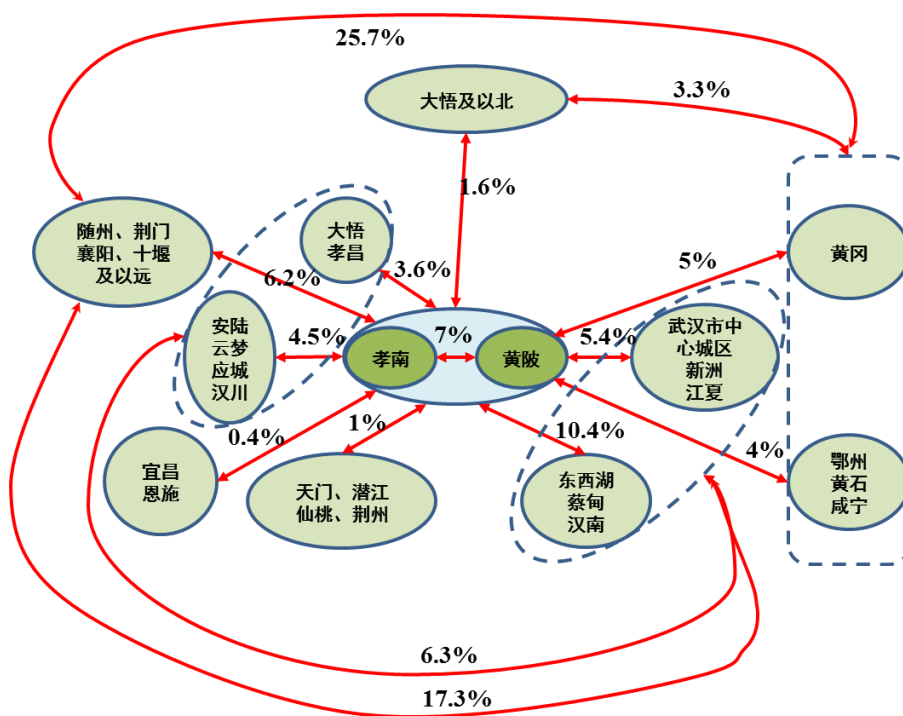 25.7%
大悟及以北
3.3%
1.6%
随州、荆门
襄阳、十堰
及以远
大悟
孝昌
黄冈
6.2%
3.6%
5%
安陆
云梦
应城
汉川
4.5%
孝南
7%
黄陂
5.4%
武汉市中
心城区
新洲
江夏
0.4%
1%
10.4%
4%
宜昌
恩施
天门、潜江
仙桃、荆州
东西湖
蔡甸
汉南
鄂州
黄石
咸宁
6.3%
17.3%